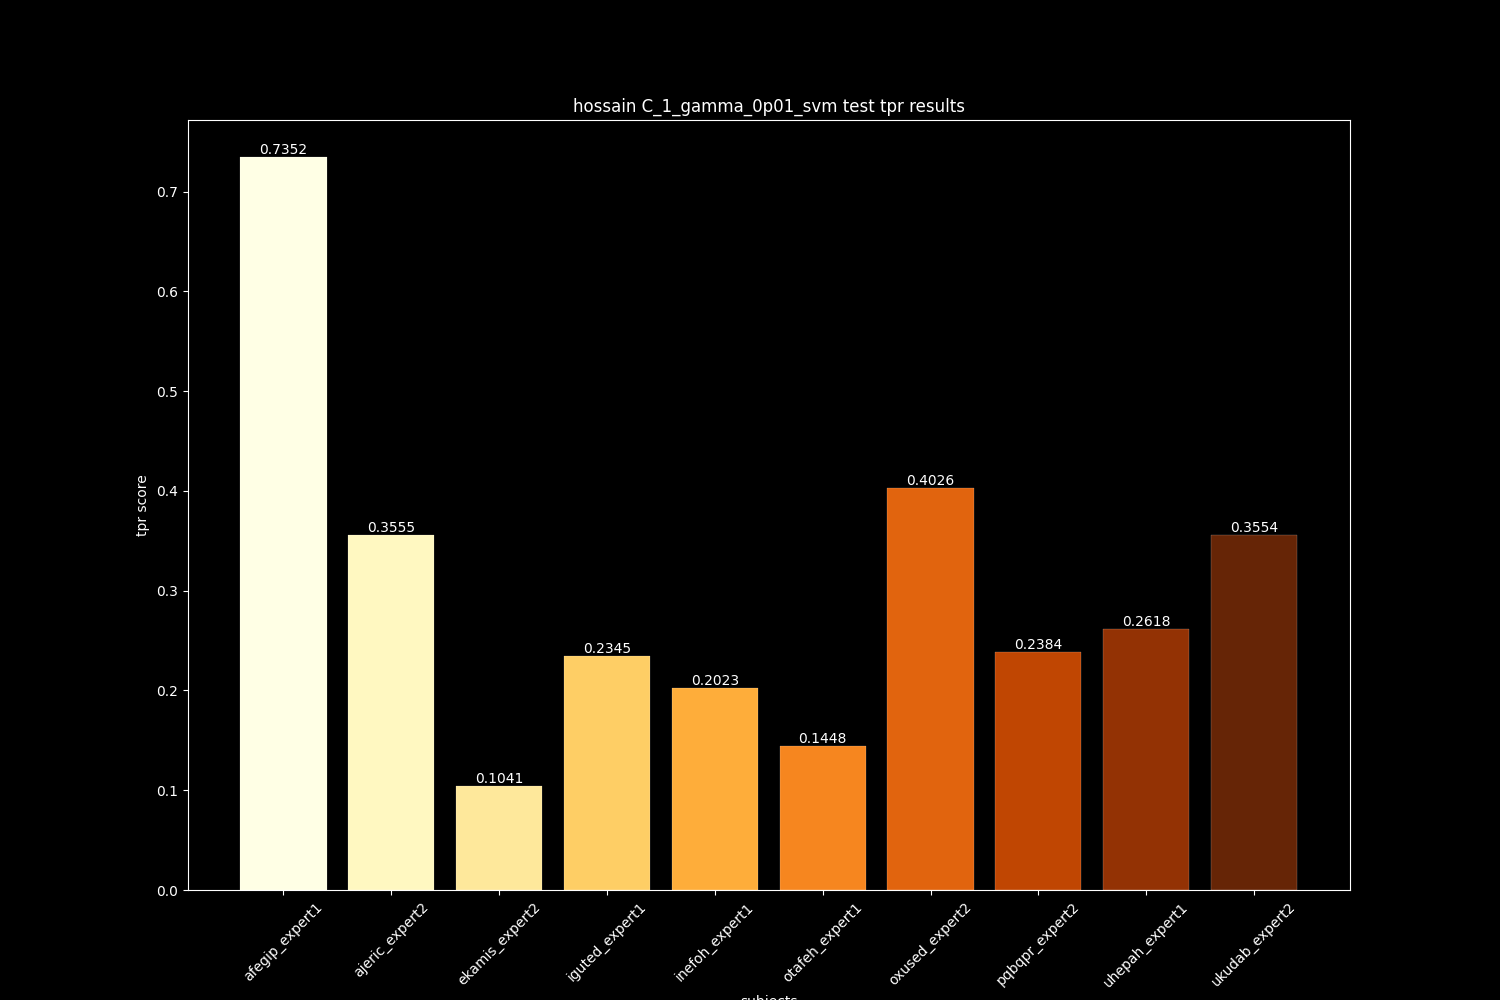 hossain C_1_gamma_0p01_svm test tpr results
0.7352
0.3555
0.1041
0.2345
0.2023
0.1448
0.4026
0.2384
0.2618
0.3554
0.7
0.6
0.5
0.4
0.3
0.2
0.1
0.0
tpr score
afegip_expert1
ajeric_expert2
ekamis_expert2
iguted_expert1
inefoh_expert1
otafeh_expert1
oxused_expert2
pqbqpr_expert2
uhepah_expert1
ukudab_expert2
subjects